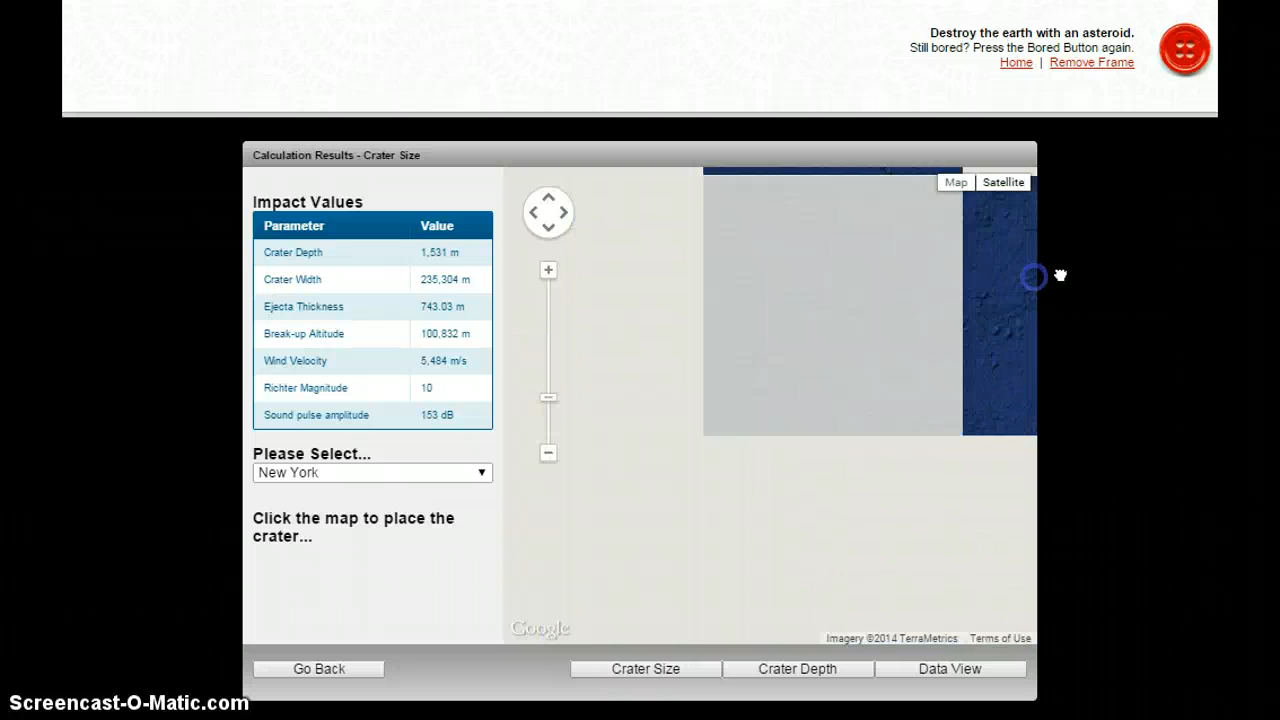 Destroy the earth with an asteroid.
Still bored? Press the Bored Button again.
Home | Remove Frame
Calculation Results - Crater Size
Impact Values
Parameter Value
Crater Depth 1,531 m
Crater Width 235,304 m
Ejecta Thickness 743.03 m
Break-up Altitude 100,832 m
Wind Velocity 5,484 m/s
Richter Magnitude 10
Sound pulse amplitude 153 dB
Please Select...
New York
Click the map to place the
crater...
Map Satellite
Google
Imagery ©2014 TerraMetrics Terms of Use
Go Back Crater Size Crater Depth Data View
Screencast-O-Matic.com